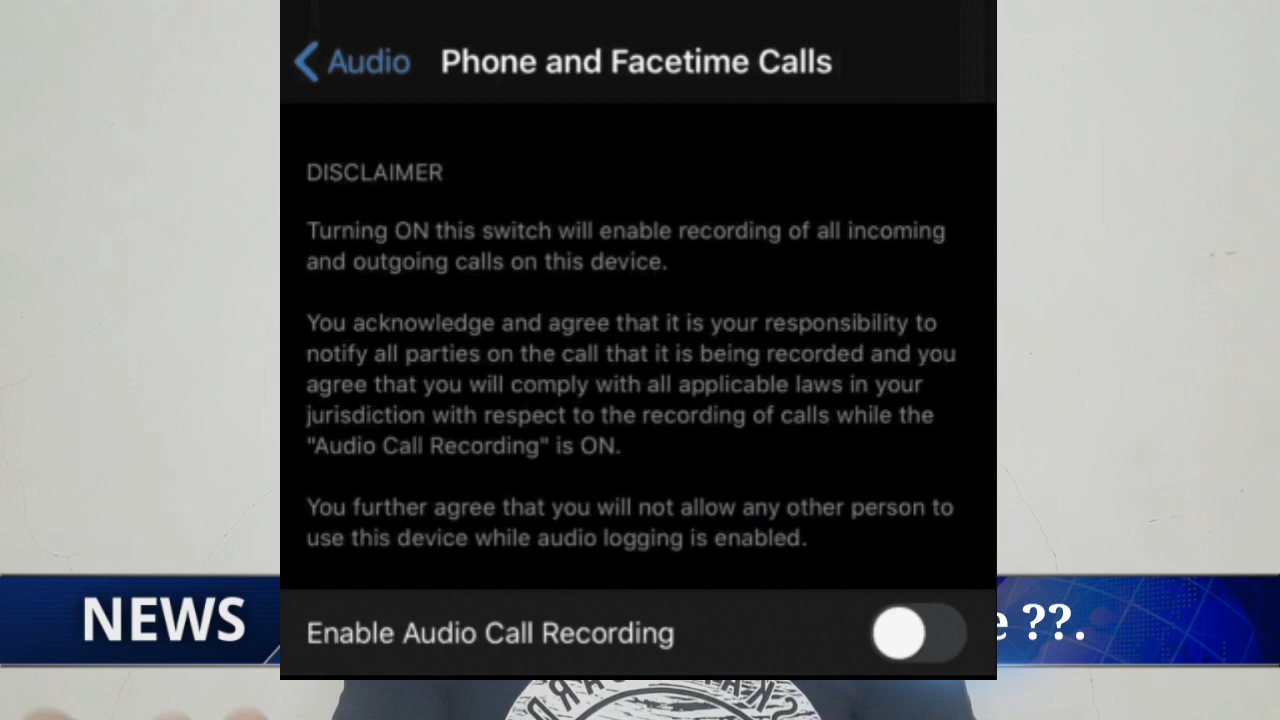 Audio Phone and Facetime Calls
DISCLAIMER
Turning ON this switch will enable recording of all incoming
and outgoing calls on this device.
You acknowledge and agree that it is your responsibility to
notify all parties on the call that it is being recorded and you
agree that you will comply with all applicable laws in your
jurisdiction with respect to the recording of calls while the
"Audio Call Recording" is ON.
You further agree that you will not allow any other person to
use this device while audio logging is enabled.
NEWS e ??.
Enable Audio Call Recording